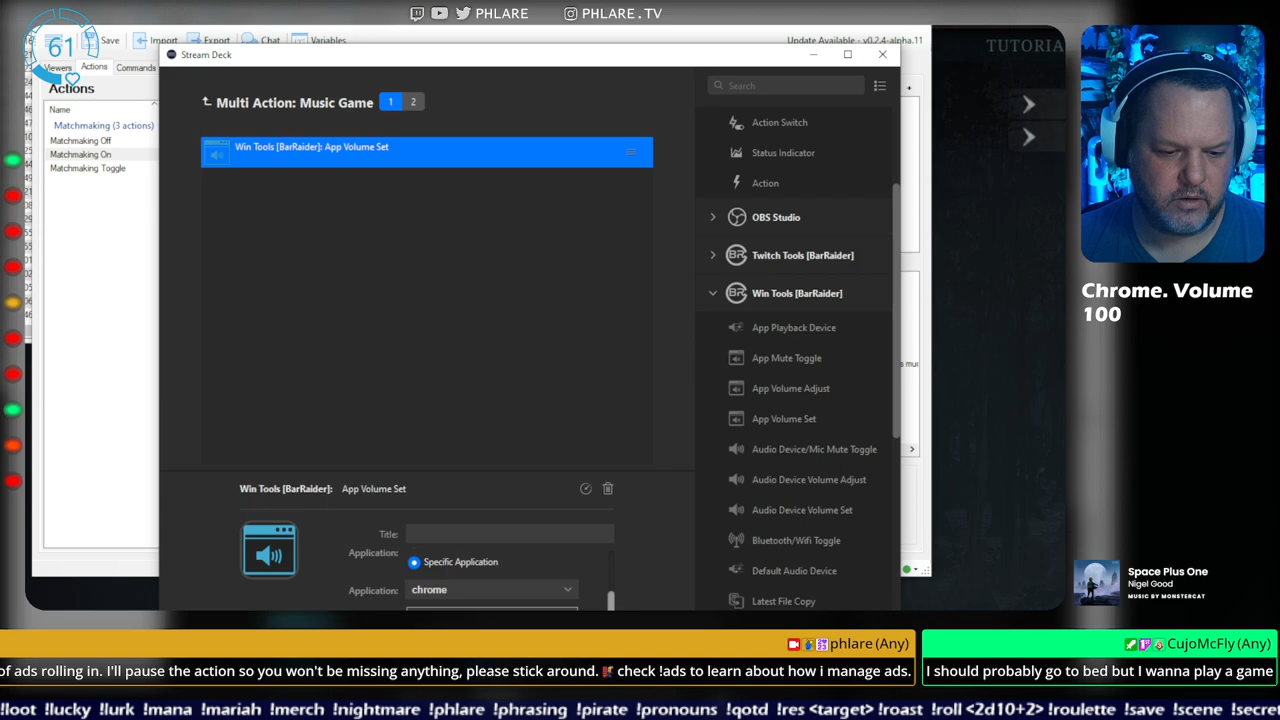 PHLARE
PHLARE.TV
61
Save
Import
Export
Chat
Variables
Update Available - v0.2.4-alpha.11
TUTORIA
Viewers
Actions
Commands
Stream Deck
Actions
Name
Matchmaking (3 actions)
Matchmaking Off
Matchmaking On
Matchmaking Toggle
Multi Action: Music Game
1
2
Win Tools [BarRaider]: App Volume Set
Search
Action Switch
Status Indicator
Action
OBS Studio
Twitch Tools [BarRaider]
Win Tools [BarRaider]
App Playback Device
App Mute Toggle
App Volume Adjust
App Volume Set
Audio Device/Mic Mute Toggle
Audio Device Volume Adjust
Audio Device Volume Set
Bluetooth/Wifi Toggle
Default Audio Device
Latest File Copy
Win Tools [BarRaider]: App Volume Set
Title:
Application:
Specific Application
Application:
chrome
Chrome. Volume
100
Space Plus One
Nigel Good
MUSIC BY MONSTERCAT
phlare (Any)
of ads rolling in. I'll pause the action so you won't be missing anything, please stick around. check !ads to learn about how i manage ads.
CujoMcFly (Any)
I should probably go to bed but I wanna play a game
!loot !lucky !lurk !mana !mariah !merch !nightmare !phlare !phrasing !pirate !pronouns !qotd !res <target> !roast !roll <2d10+2> !roulette !save !scene !secre